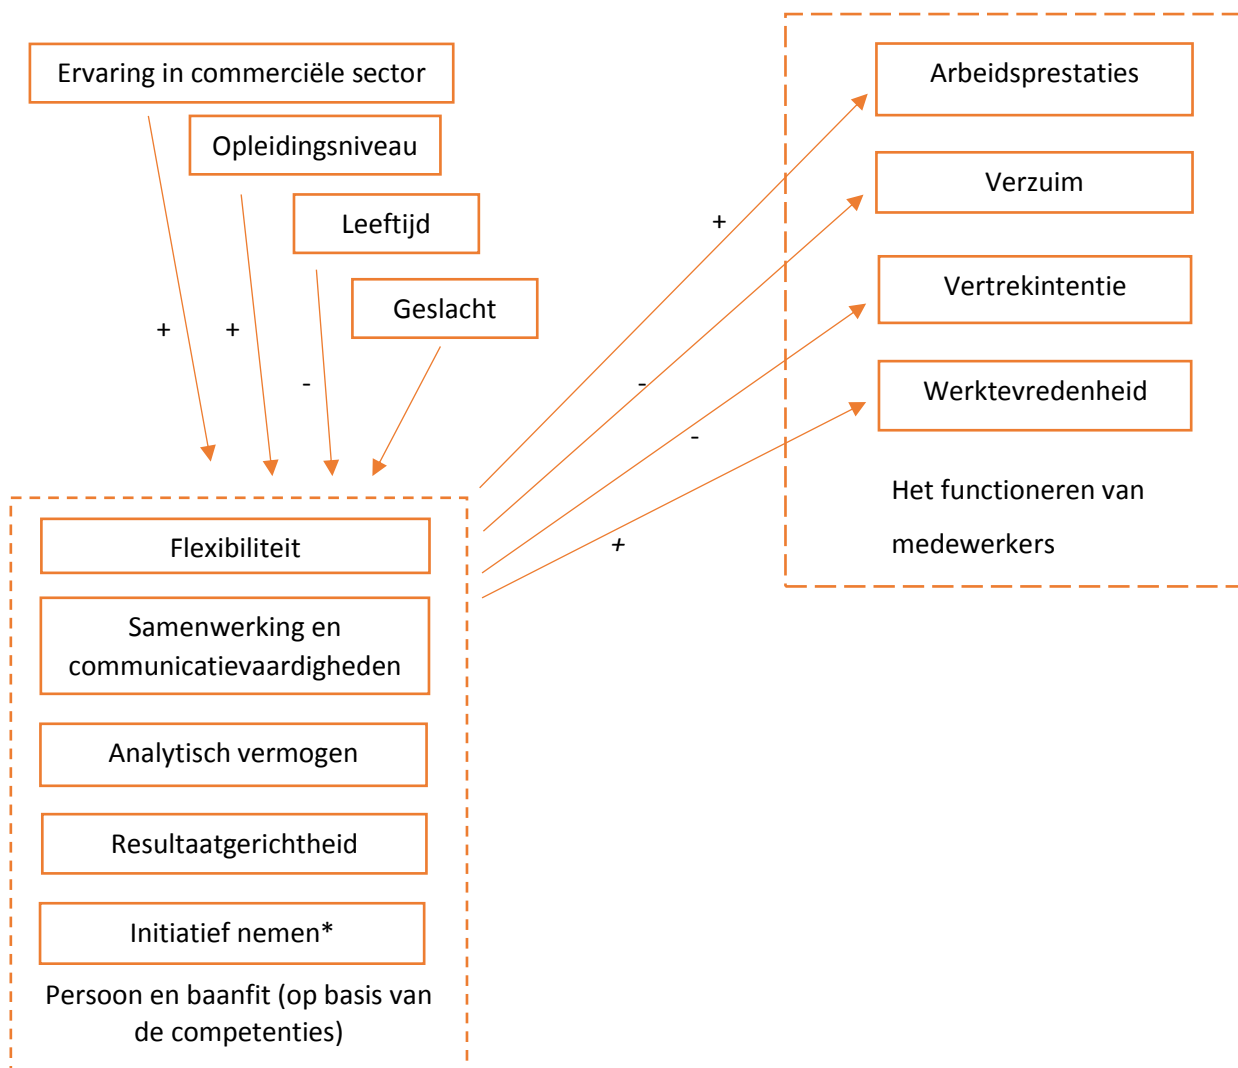 Ervaring in commerciële sector
Opleidingsniveau
Leeftijd
Geslacht
+
+
-
Arbeidsprestaties
Verzuim
Vertrekintentie
Werktevredenheid
Het functioneren van
medewerkers
+
-
-
+
Flexibiliteit
Samenwerking en
communicatievaardigheden
Analytisch vermogen
Resultaatgerichtheid
Initiatief nemen*
Persoon en baanfit (op basis van
de competenties)